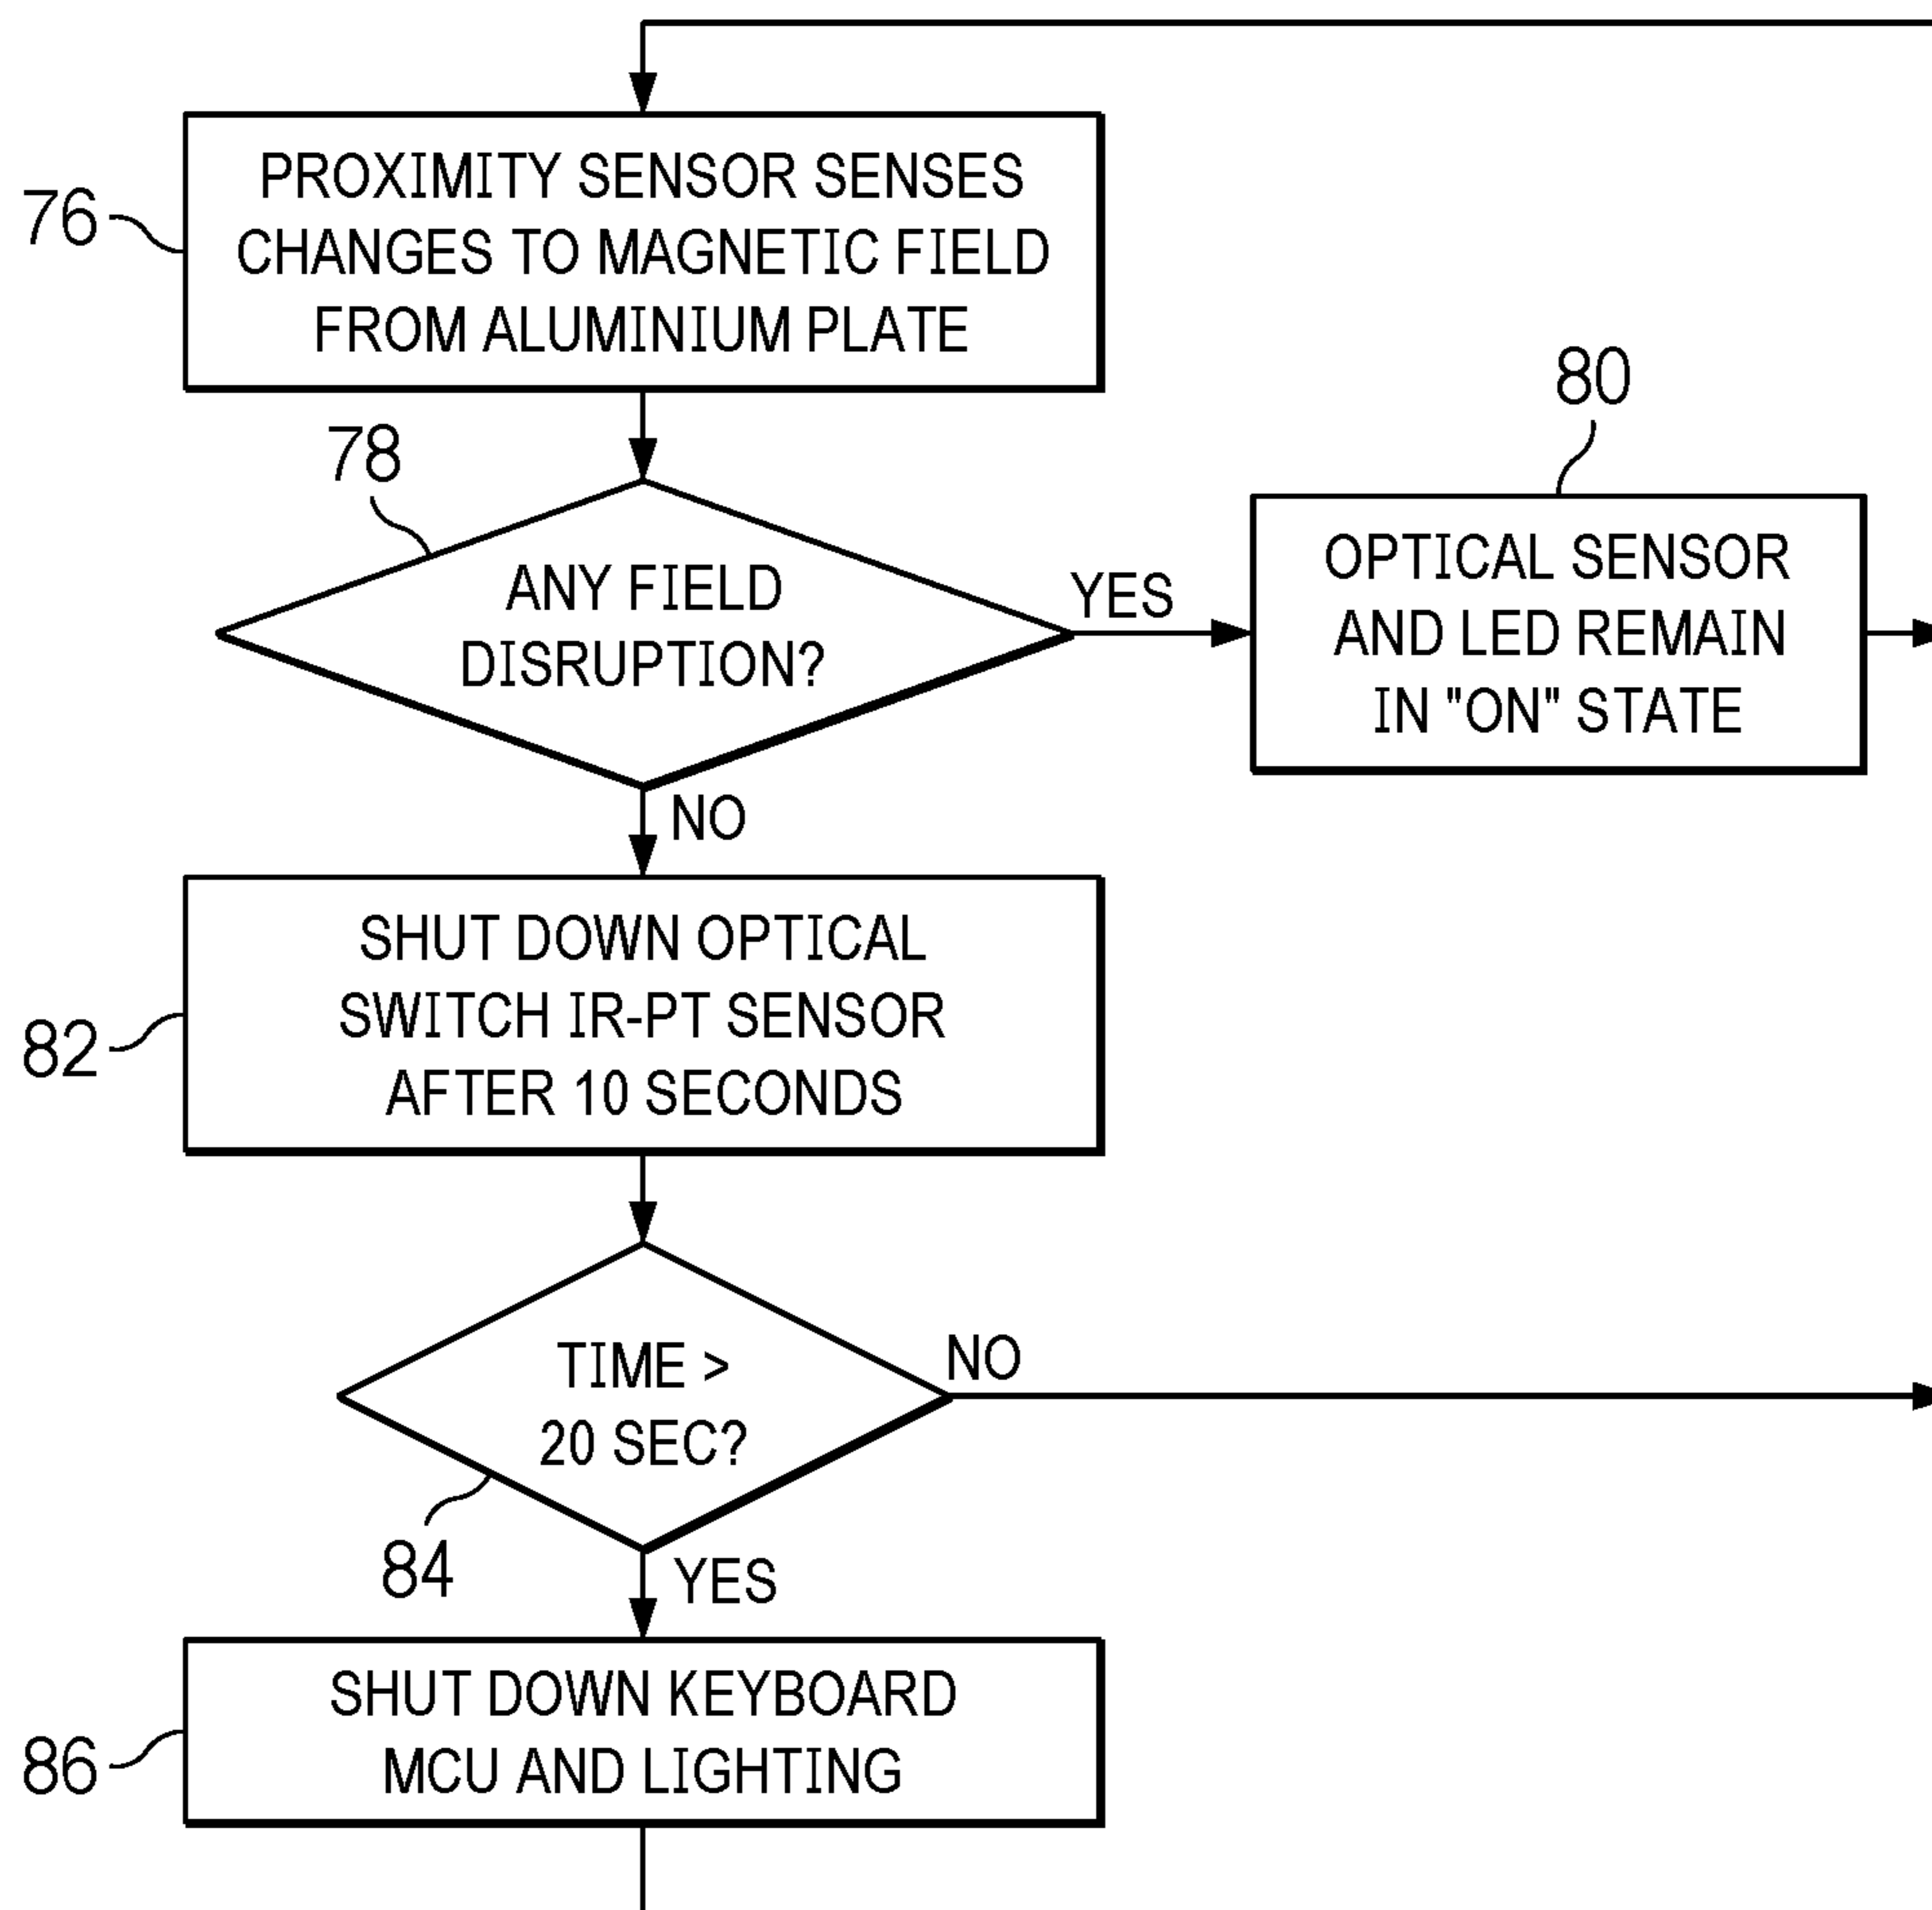 76
PROXIMITY SENSOR SENSES
CHANGES TO MAGNETIC FIELD
FROM ALUMINIUM PLATE
78
ANY FIELD
DISRUPTION?
YES
80
OPTICAL SENSOR
AND LED REMAIN
IN "ON" STATE
NO
82
SHUT DOWN OPTICAL
SWITCH IR-PT SENSOR
AFTER 10 SECONDS
TIME >
20 SEC?
NO
84
YES
86
SHUT DOWN KEYBOARD
MCU AND LIGHTING